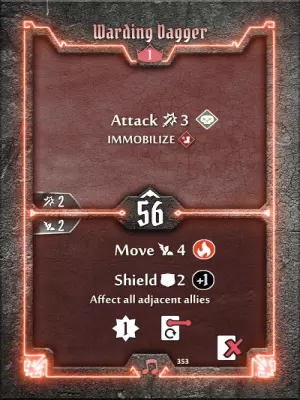 Warding Dagger
1
Attack 3
IMMOBILIZE
2
56
2
Move 4
Shield 2 +1
Affect all adjacent allies
1
353